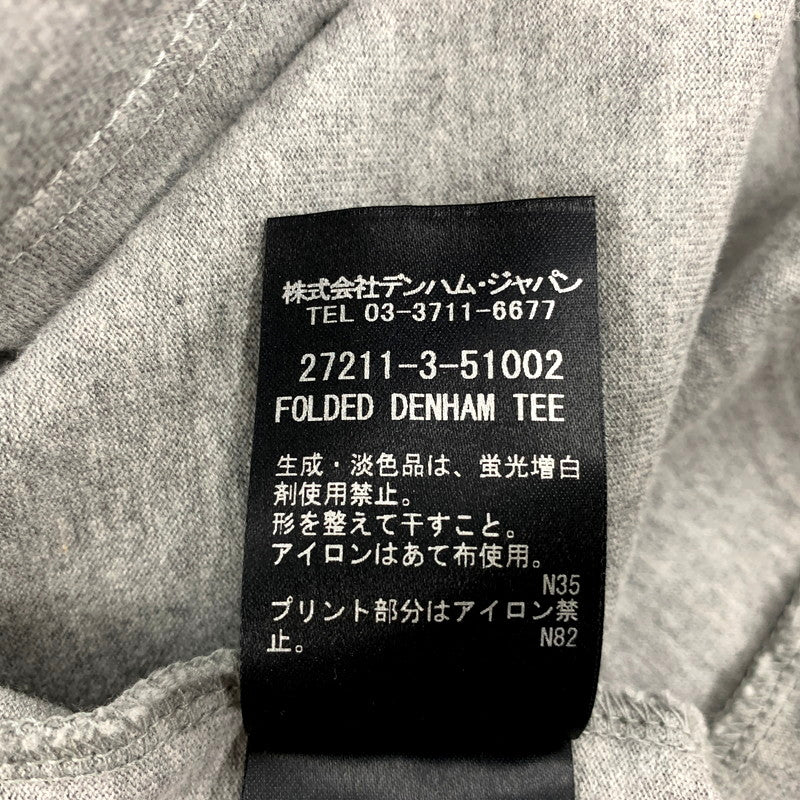 株式会社デンハム・ジャパン
TEL 03-3711-6677
27211-3-51002
FOLDED DENHAM TEE
生成・淡色品は、蛍光増白
剤使用禁止。
形を整えて干すこと。
アイロンはあて布使用。
N35
プリント部分はアイロン禁
止。 N82